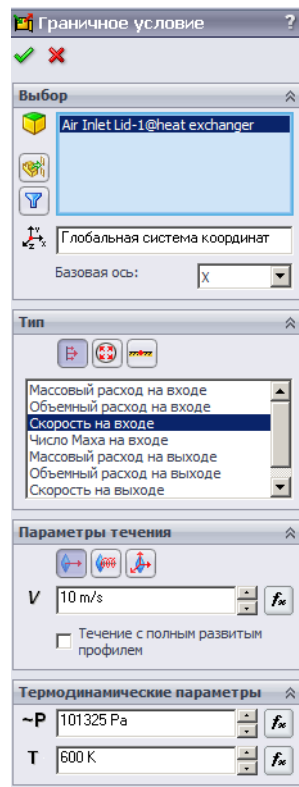 Граничное условие ?
Выбор
Air Inlet Lid-1@heat exchanger
Глобальная система координат
Базовая ось: X
Тип
Массовый расход на входе
Объемный расход на входе
Скорость на входе
Число Маха на входе
Массовый расход на выходе
Объемный расход на выходе
Скорость на выходе
Параметры течения
V 10 m/s
Течение с полным развитым
профилем
Термодинамические параметры
~P 101325 Pa
T 600 K